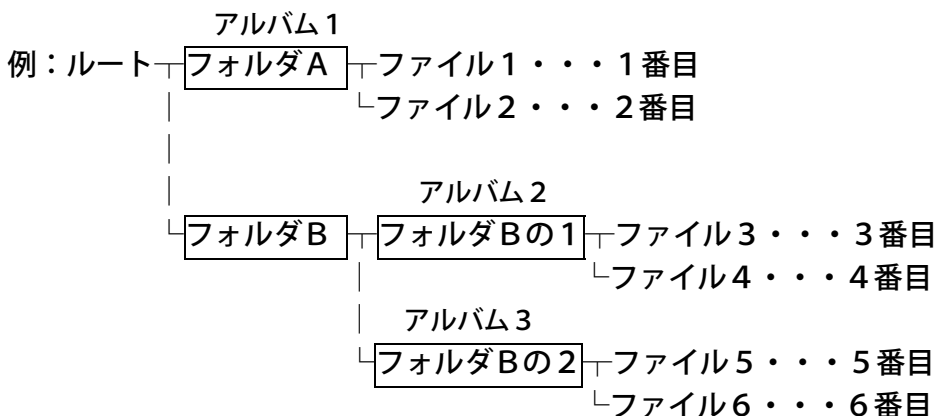 アルバム1
例：ルート フォルダA ファイル1・・・1番目
ファイル2・・・2番目
アルバム2
フォルダB フォルダBの1 ファイル3・・・3番目
ファイル4・・・4番目
アルバム3
フォルダBの2 ファイル5・・・5番目
ファイル6・・・6番目